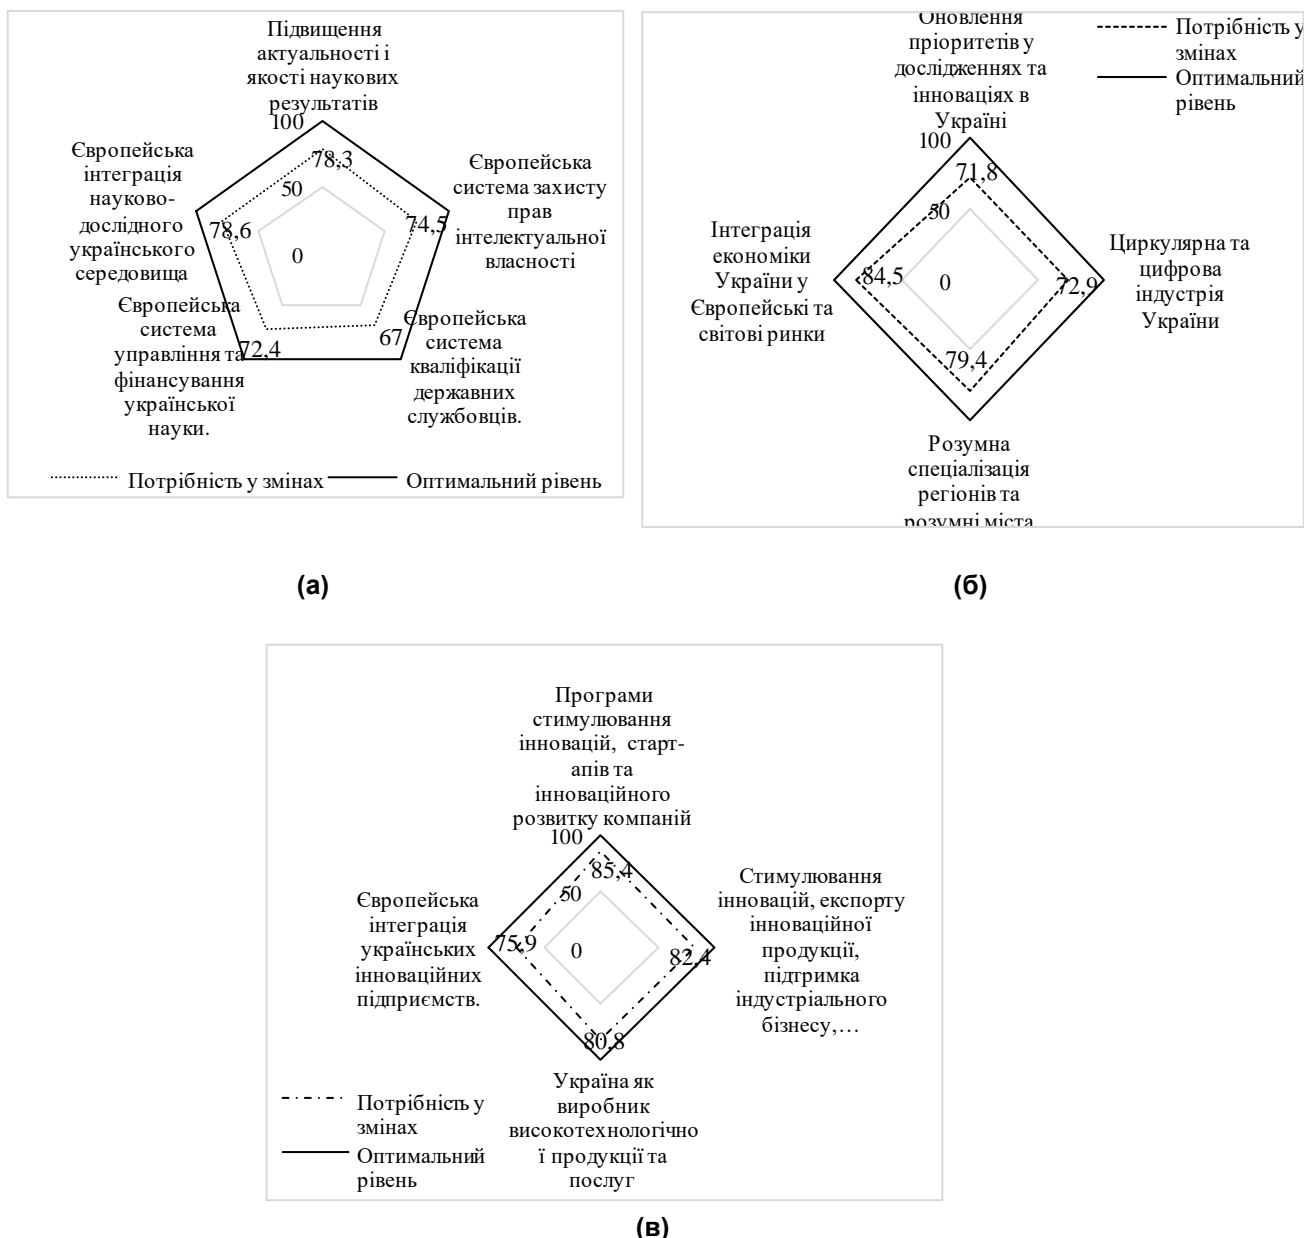 Підвищення
актуальності і
якості наукових
результатів
100
78,3
50
0
Європейська
система захисту
прав
інтелектуальної
власності
74,5
Європейська
система
кваліфікації
державних
службовців.
67
Європейська
система
управління та
фінансування
української
науки.
72,4
Європейська
інтеграція
науково-
дослідного
українського
середовища
78,6
Потрібність у змінах
Оптимальний рівень
(а)
Оновлення
пріоритетів у
дослідженнях та
інноваціях в
Україні
100
71,8
50
0
Потрібність у
змінах
Оптимальний
рівень
Циркулярна та
цифрова
індустрія
України
72,9
Розумна
спеціалізація
регіонів та
розумні міста
79,4
Інтеграція
економіки
України у
Європейські та
світові ринки
84,5
(б)
Програми
стимулювання
інновацій, старт-
апів та
інноваційного
розвитку компаній
100
85,4
50
0
Стимулювання
інновацій, експорту
інноваційної
продукції,
підтримка
індустріального
бізнесу,…
82,4
Україна як
виробник
високотехнологічно
ї продукції та
послуг
80,8
Європейська
інтеграція
українських
інноваційних
підприємств.
75,9
Потрібність у
змінах
Оптимальний
рівень
(в)